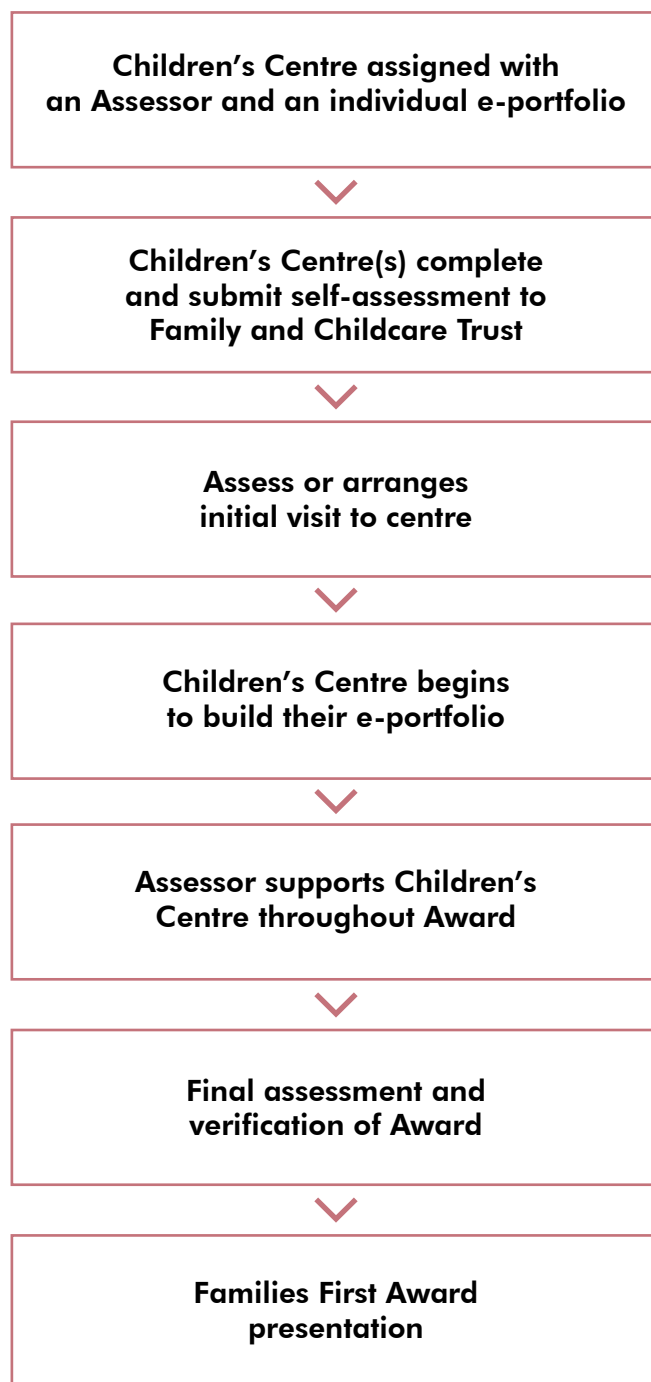 Children’s Centre assigned with
an Assessor and an individual e-portfolio
Children’s Centre(s) complete
and submit self-assessment to
Family and Childcare Trust
Assess or arranges
initial visit to centre
Children’s Centre begins
to build their e-portfolio
Assessor supports Children’s
Centre throughout Award
Final assessment and
verification of Award
Families First Award
presentation